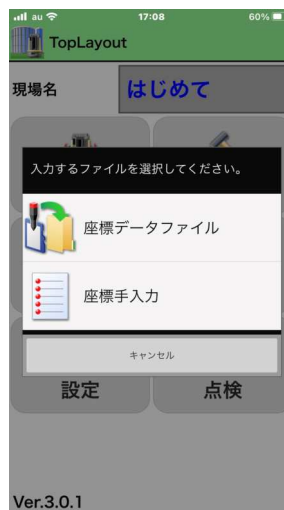 au 17:08 60%
TopLayout
現場名 はじめて
入力するファイルを選択してください。
座標データファイル
座標手入力
キャンセル
設定 点検
Ver.3.0.1